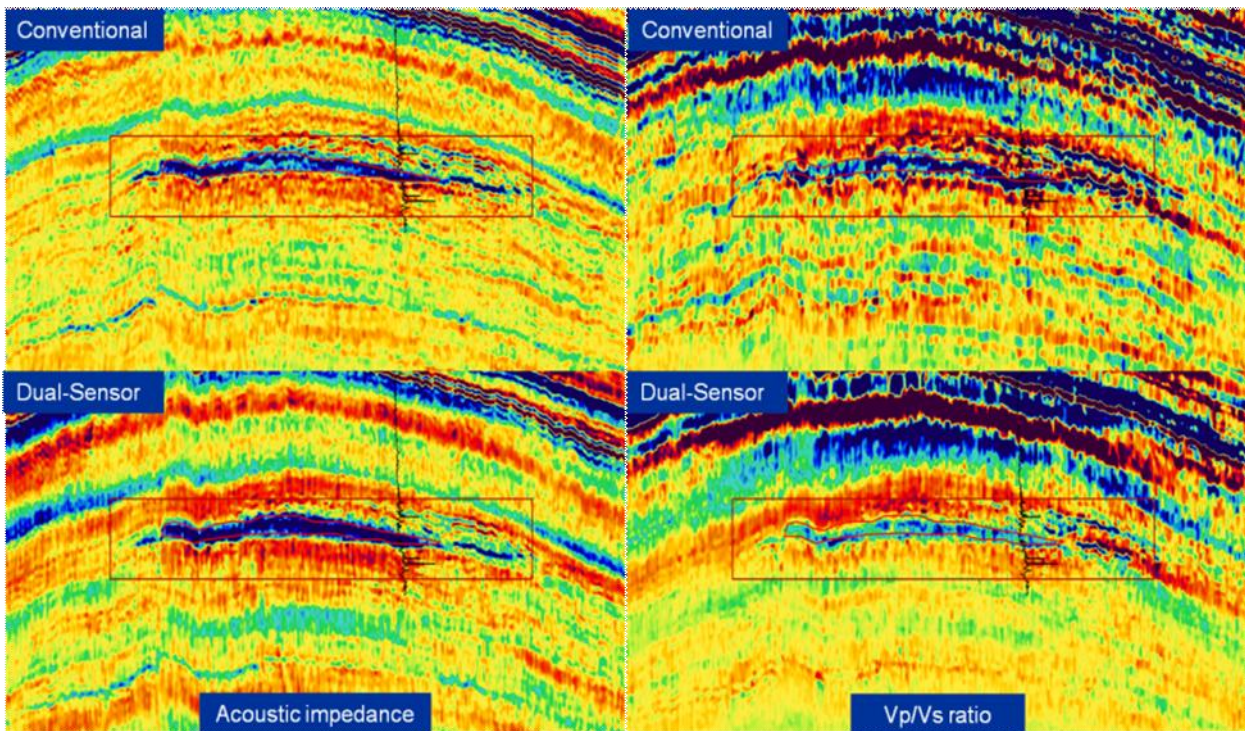 Conventional
Conventional
Dual-Sensor
Dual-Sensor
Acoustic impedance
Vp/Vs ratio